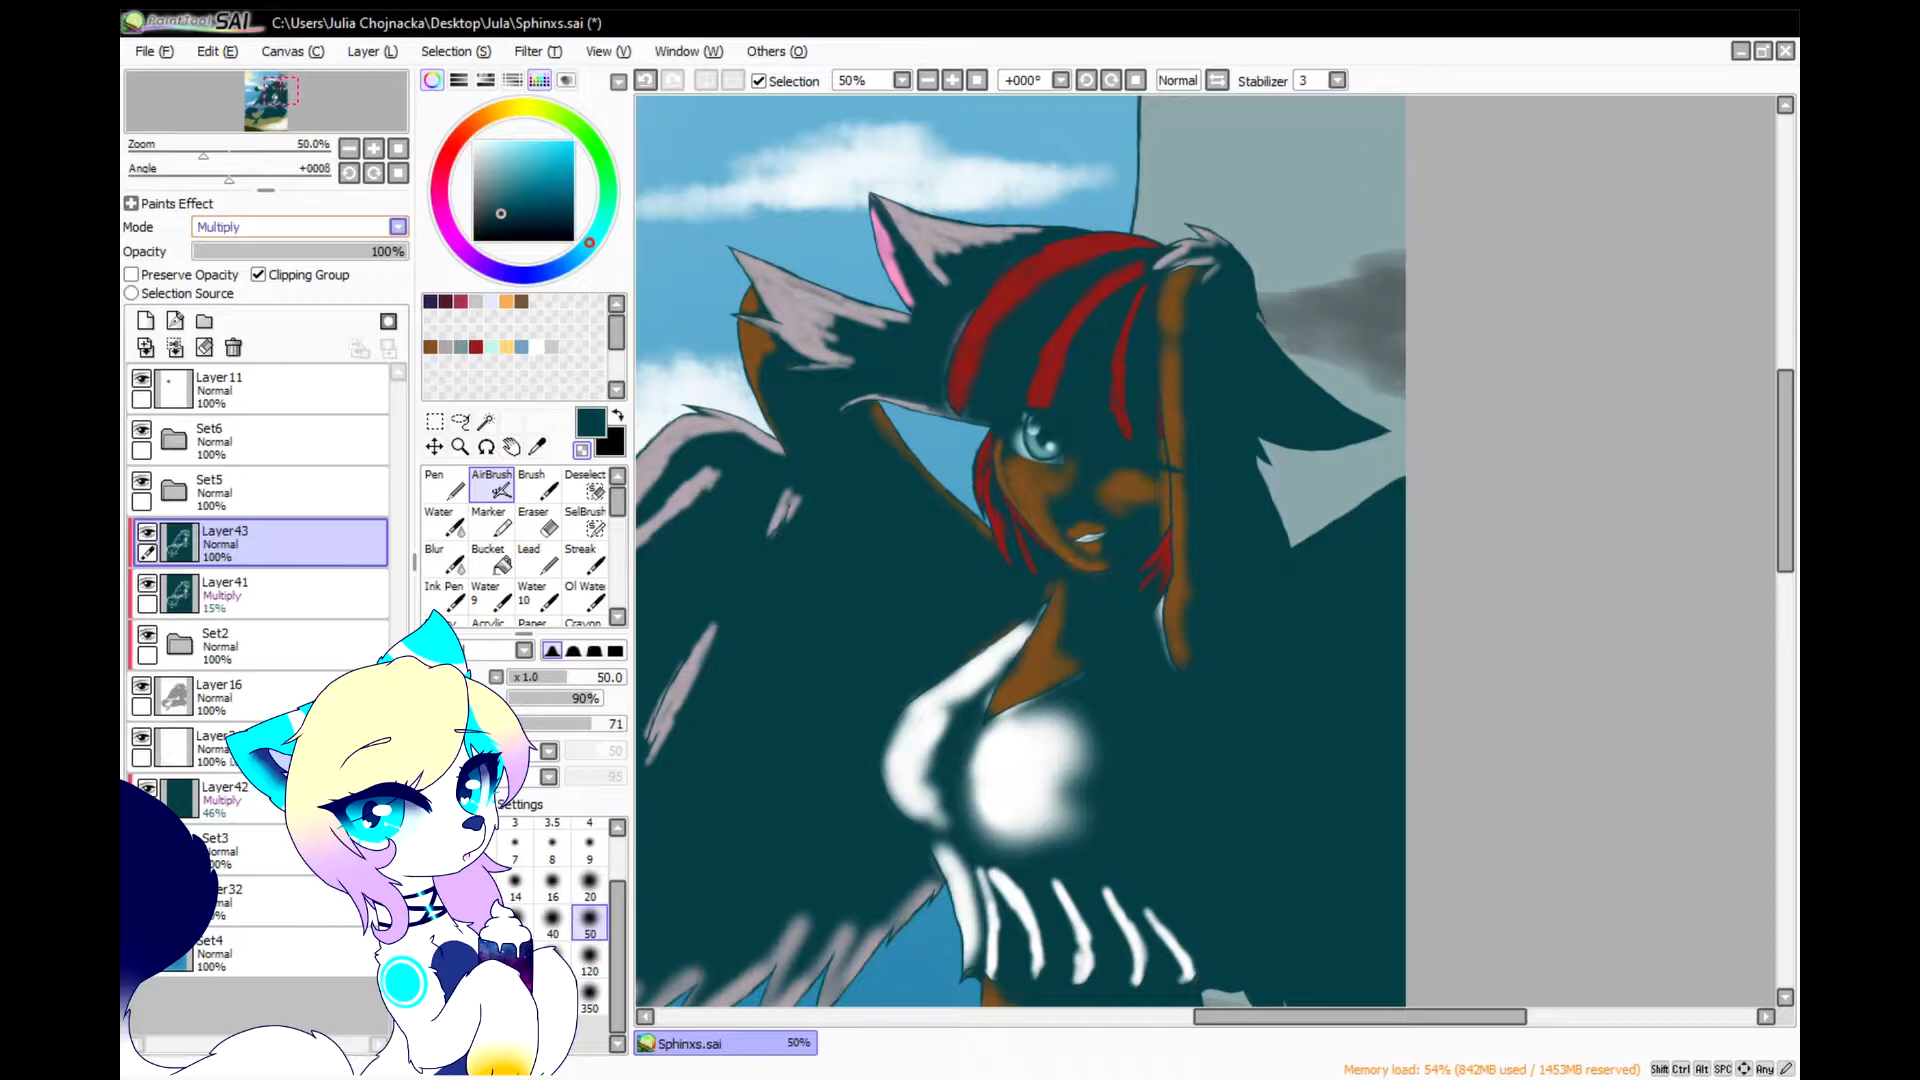 PaintTool SAI C:\Users\Julia Chojnacka\Desktop\Jula\Sphinxs.sai (*)
File (F) Edit (E) Canvas (C) Layer (L) Selection (S) Filter (T) View (V) Window (W) Others (O)
Selection 50% +000° Normal Stabilizer 3
Zoom 50.0%
Angle
Paints Effect
Mode Multiply
Opacity 100%
Preserve Opacity Clipping Group
Selection Source
Layer11
Normal
100%
Set6
Normal
100%
Set5
Normal
100%
Layer43
Normal
100%
Layer41
Multiply
15%
Set2
Normal
100%
Layer16
Normal
100%
Layer42
Multiply
46%
Set3
100%
Set4
Normal
100%
Pen AirBrush Brush Deselect
Water Marker Eraser SelBrush
Blur Bucket Lead Streak
Ink Pen Water 9 Water 10 Ol Wate
Acrylic Paper Crayon
x 1.0 50.0
90%
71
50
95
Settings
3 3.5 4
7 8 9
14 16 20
40 50
120
350
Sphinxs.sai 50%
Memory load: 54% (842MB used / 1453MB reserved) Shift Ctrl Alt SPC Any